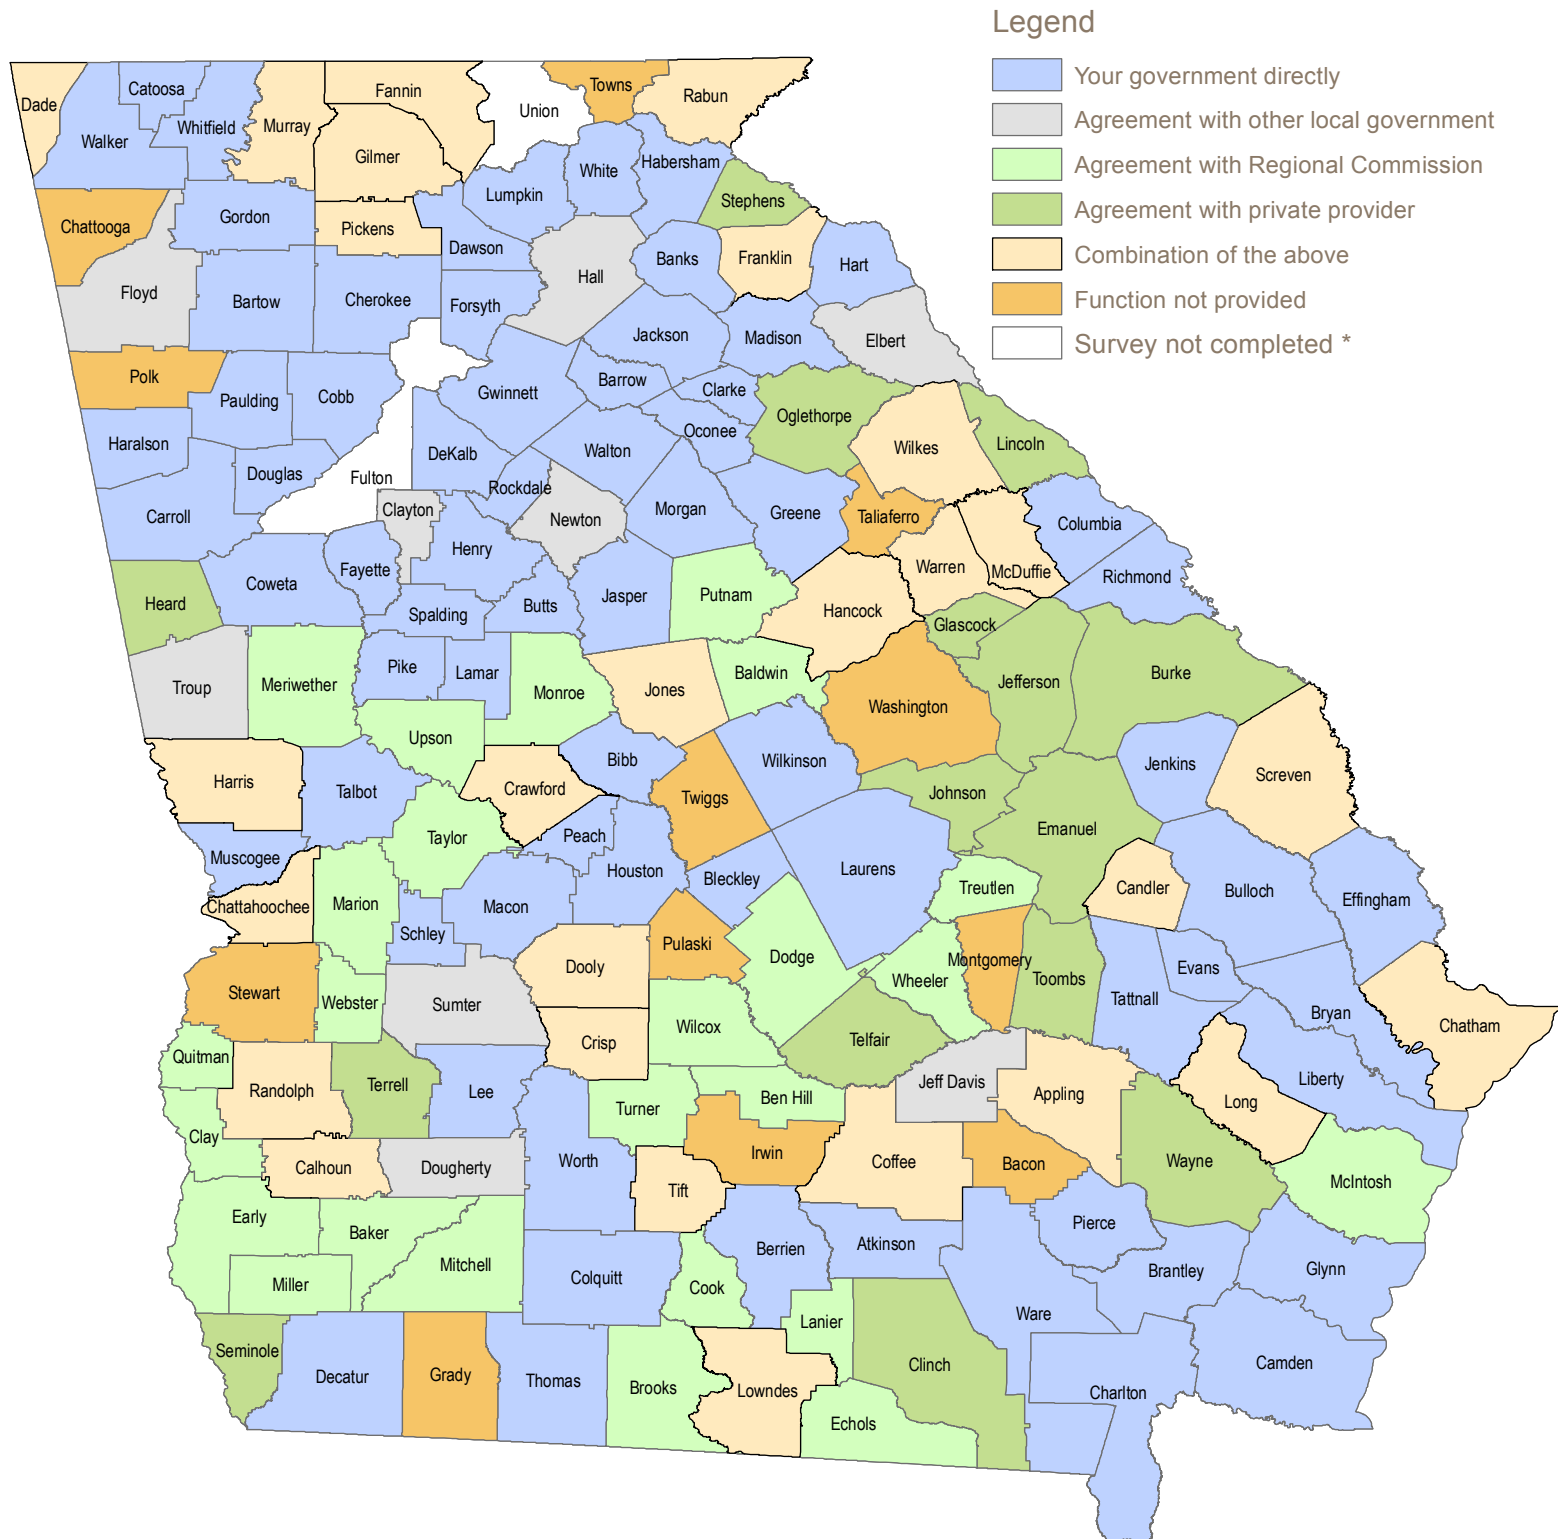 Legend
Your government directly
Agreement with other local government
Agreement with Regional Commission
Agreement with private provider
Combination of the above
Function not provided
Survey not completed *
Dade
Catoosa
Walker
Whitfield
Murray
Fannin
Gilmer
Union
Towns
Rabun
White
Habersham
Lumpkin
Stephens
Chattooga
Gordon
Pickens
Dawson
Hall
Banks
Franklin
Hart
Floyd
Bartow
Cherokee
Forsyth
Jackson
Madison
Elbert
Polk
Paulding
Cobb
Gwinnett
Barrow
Clarke
Oconee
Oglethorpe
Wilkes
Lincoln
Haralson
Douglas
Fulton
DeKalb
Walton
Rockdale
Carroll
Clayton
Newton
Morgan
Greene
Taliaferro
Columbia
Henry
Fayette
Coweta
Warren
McDuffie
Richmond
Heard
Spalding
Butts
Jasper
Putnam
Hancock
Glascock
Troup
Meriwether
Pike
Lamar
Monroe
Jones
Baldwin
Washington
Jefferson
Burke
Upson
Bibb
Wilkinson
Harris
Talbot
Crawford
Twiggs
Johnson
Jenkins
Screven
Taylor
Peach
Emanuel
Muscogee
Houston
Bleckley
Laurens
Treutlen
Candler
Bulloch
Effingham
Chattahoochee
Marion
Schley
Macon
Pulaski
Dooly
Dodge
Wheeler
Montgomery
Toombs
Evans
Tattnall
Bryan
Chatham
Stewart
Webster
Sumter
Wilcox
Crisp
Telfair
Jeff Davis
Appling
Long
Liberty
Quitman
Randolph
Terrell
Lee
Turner
Ben Hill
Clay
Calhoun
Dougherty
Worth
Tift
Irwin
Coffee
Bacon
Wayne
McIntosh
Early
Baker
Mitchell
Miller
Colquitt
Cook
Berrien
Atkinson
Pierce
Brantley
Glynn
Lanier
Ware
Seminole
Decatur
Grady
Thomas
Brooks
Lowndes
Echols
Clinch
Charlton
Camden